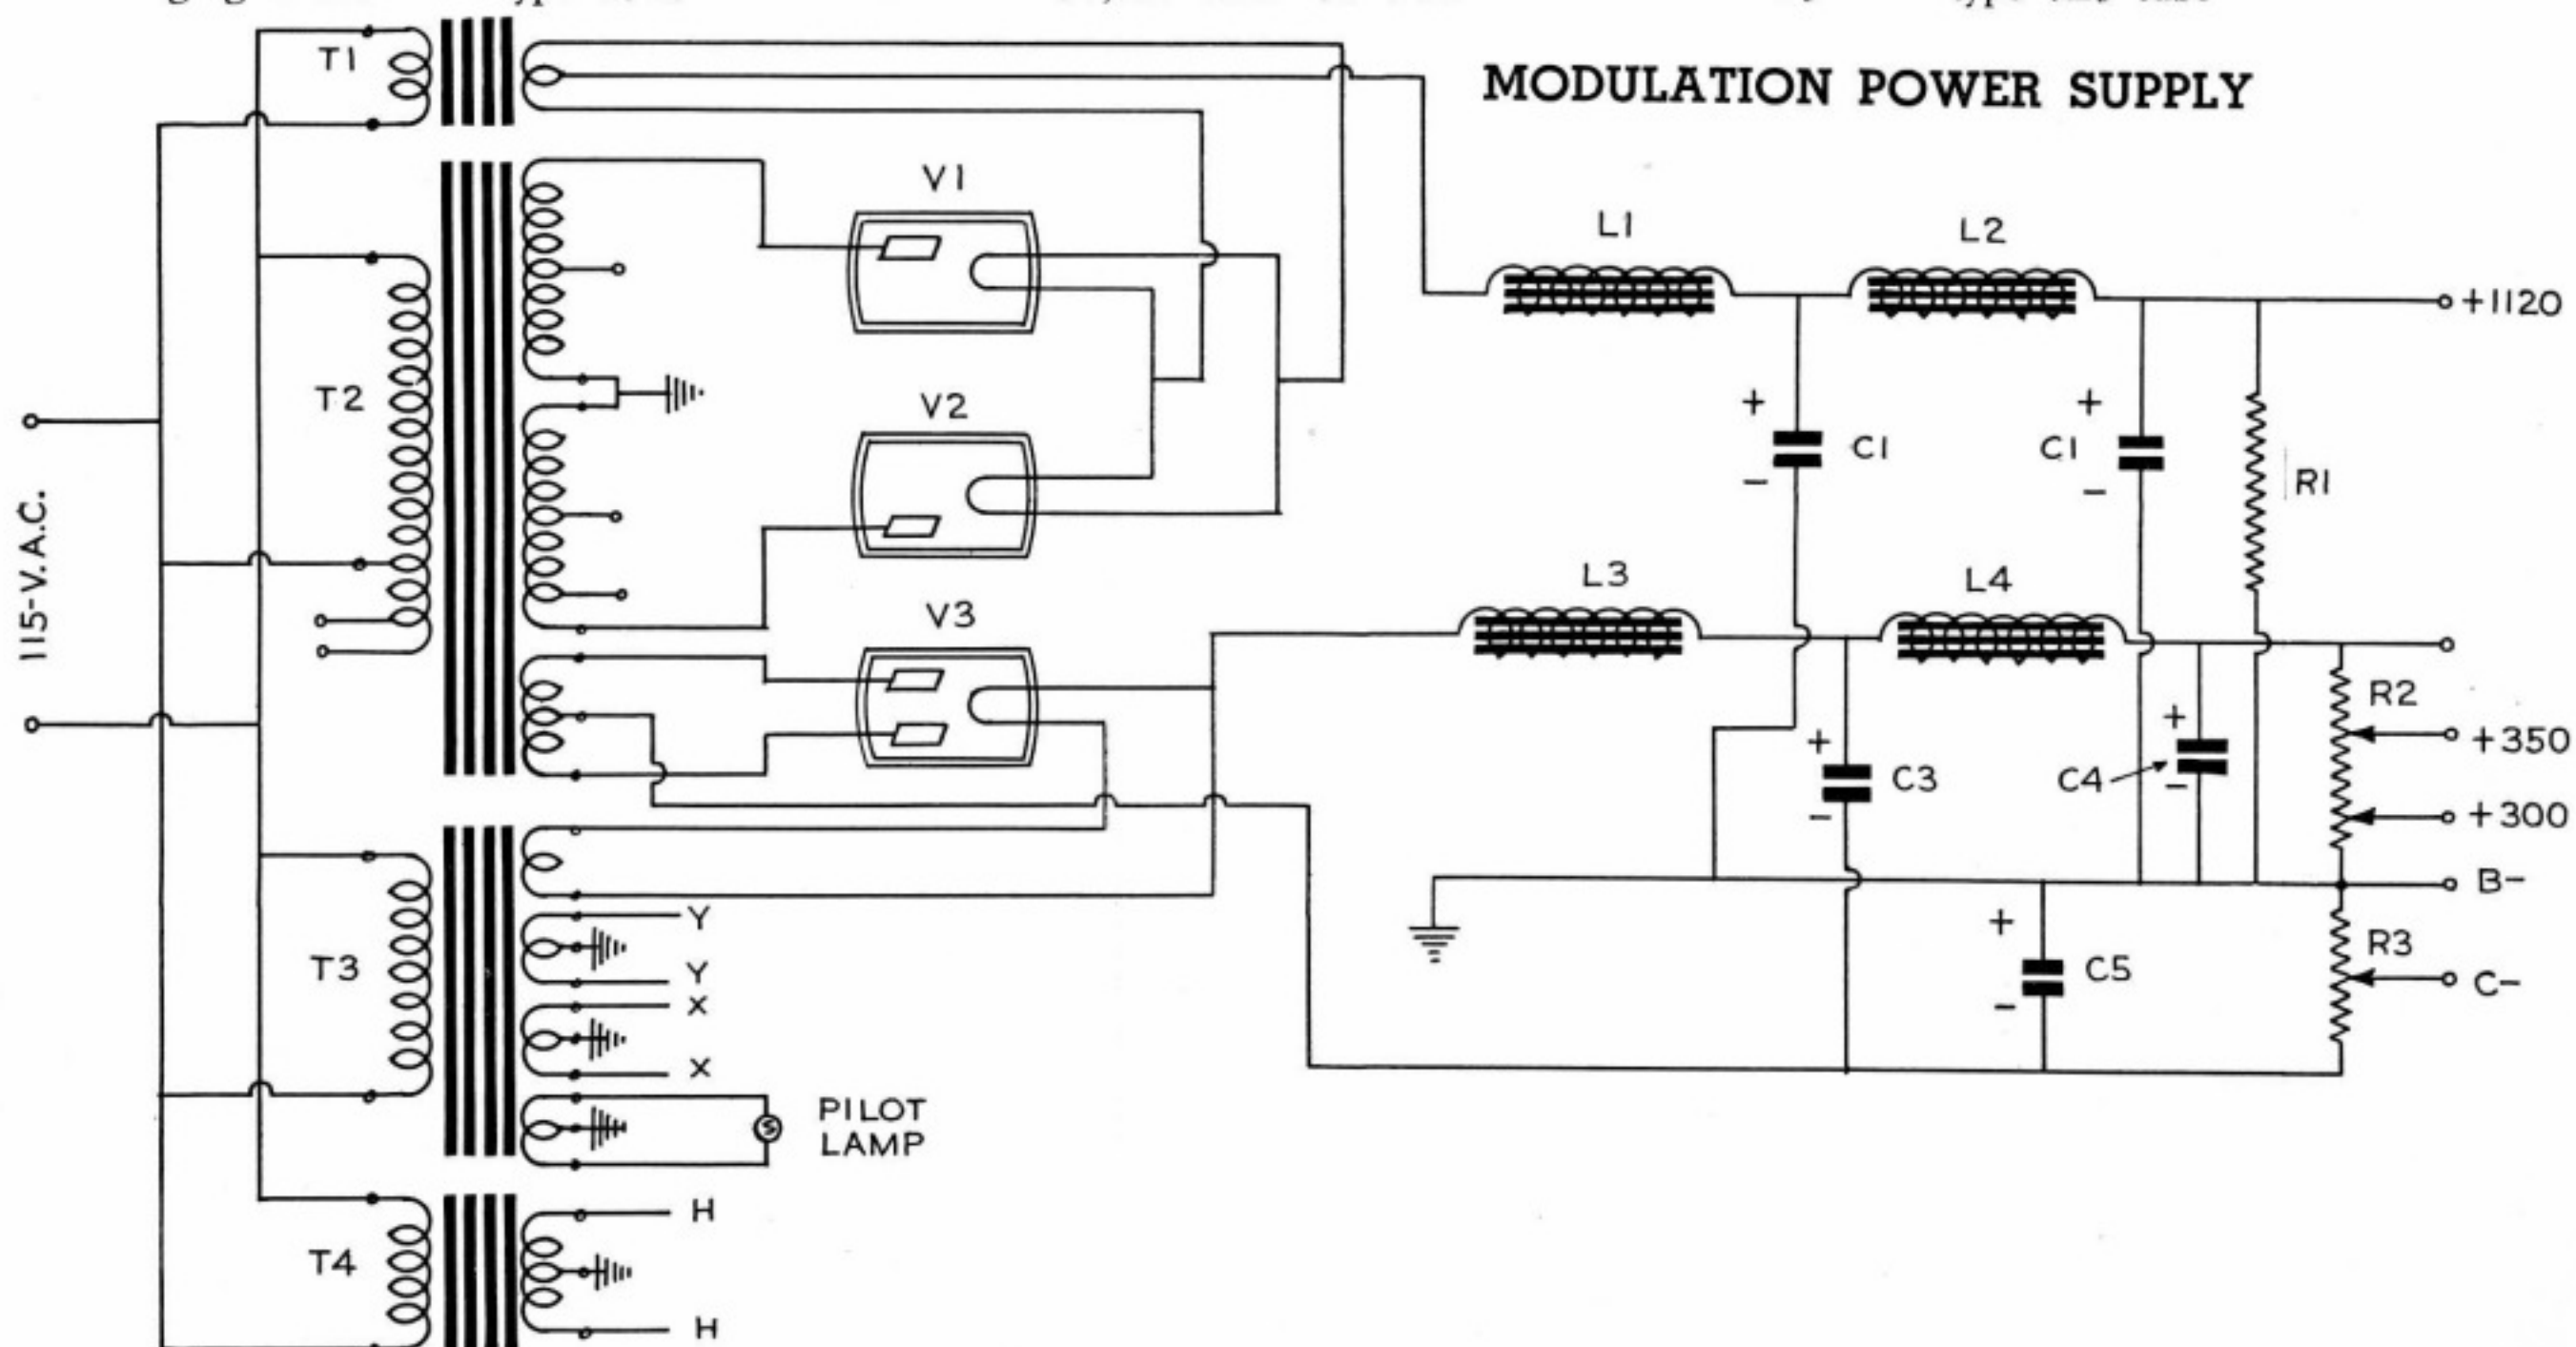 MODULATION POWER SUPPLY
T1
V1
L1
L2
+1120
T2
V2
+
C1
-
+
C1
-
R1
115-V.A.C.
V3
L3
L4
R2
+350
+
C3
-
+
C4
-
+300
B-
Y
Y
T3
+
C5
-
R3
C-
X
X
PILOT
LAMP
T4
H
H